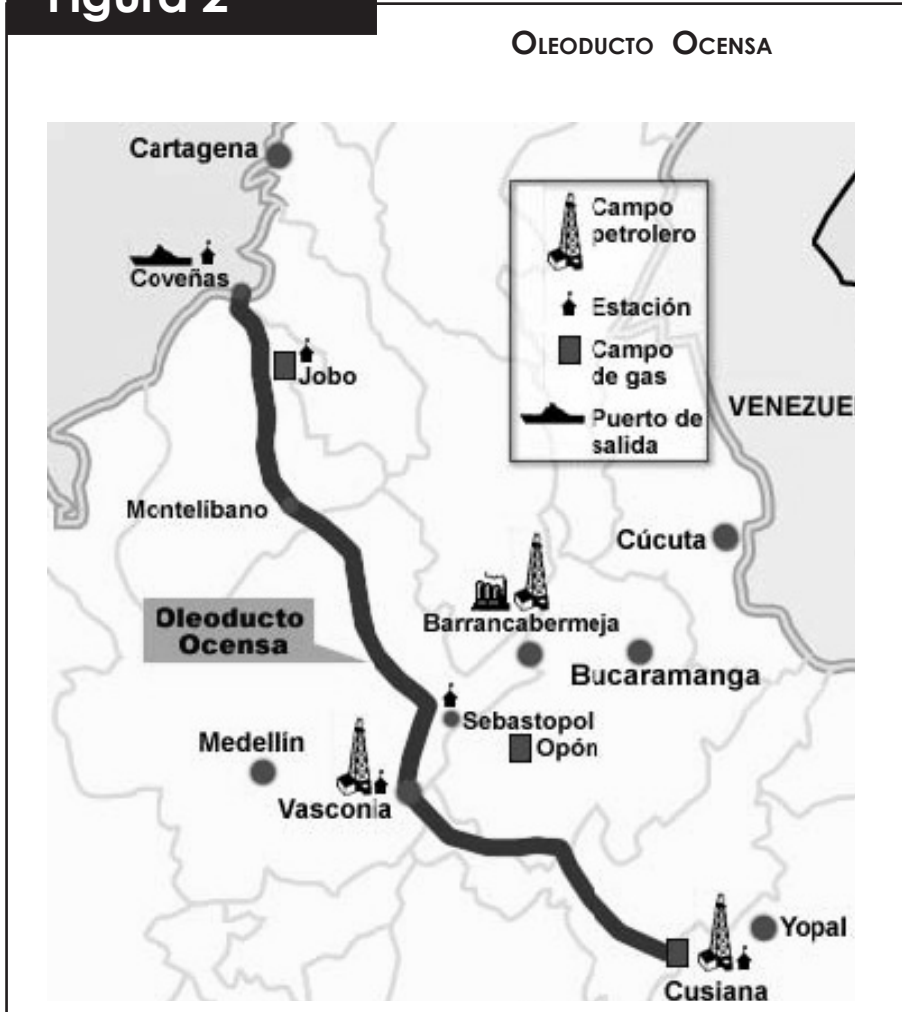 Figura 2
OLEODUCTO OCENSA
Cartagena
Coveñas
Jobo
Campo
petrolero
Estación
Campo
de gas
Puerto de
salida
VENEZUE
Montelíbano
Cúcuta
Oleoducto
Ocensa
Barrancabermeja
Bucaramanga
Sebastopol
Opón
Medellín
Vasconia
Yopal
Cusiana